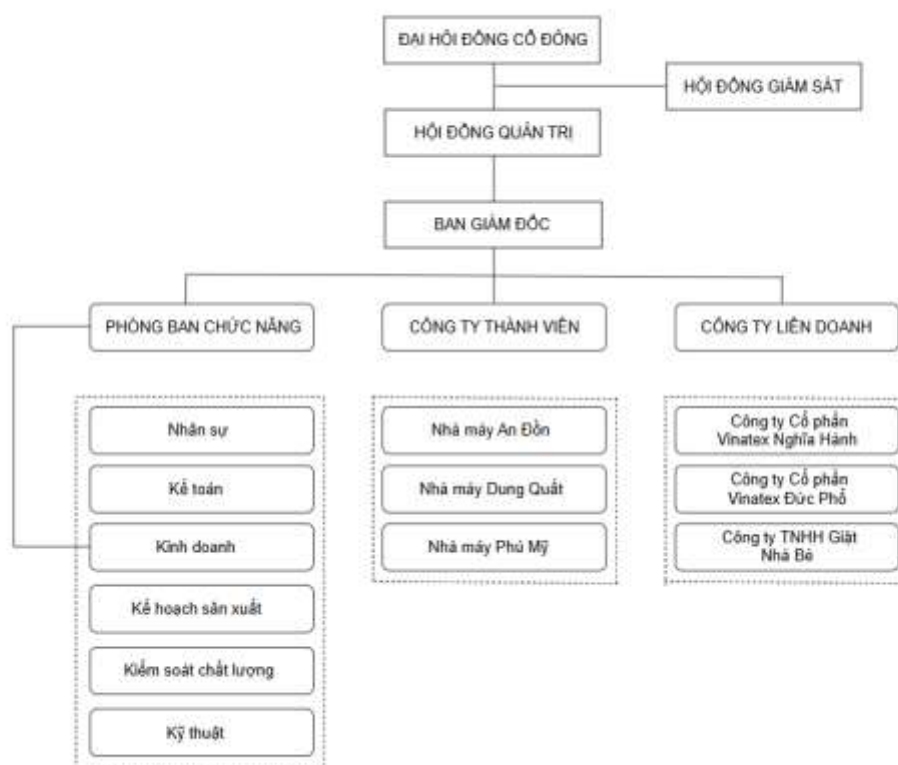 ĐẠI HỘI ĐỒNG CỔ ĐÔNG
HỘI ĐỒNG GIÁM SÁT
HỘI ĐỒNG QUẢN TRỊ
BAN GIÁM ĐỐC
PHÒNG BAN CHỨC NĂNG
CÔNG TY THÀNH VIÊN
CÔNG TY LIÊN DOANH
Nhân sự
Kế toán
Kinh doanh
Kế hoạch sản xuất
Kiểm soát chất lượng
Kỹ thuật
Nhà máy An Đồn
Nhà máy Dung Quất
Nhà máy Phú Mỹ
Công ty Cổ phần
Vinatex Nghĩa Hành
Công ty Cổ phần
Vinatex Đức Phổ
Công ty TNHH Giặt
Nhà Bè